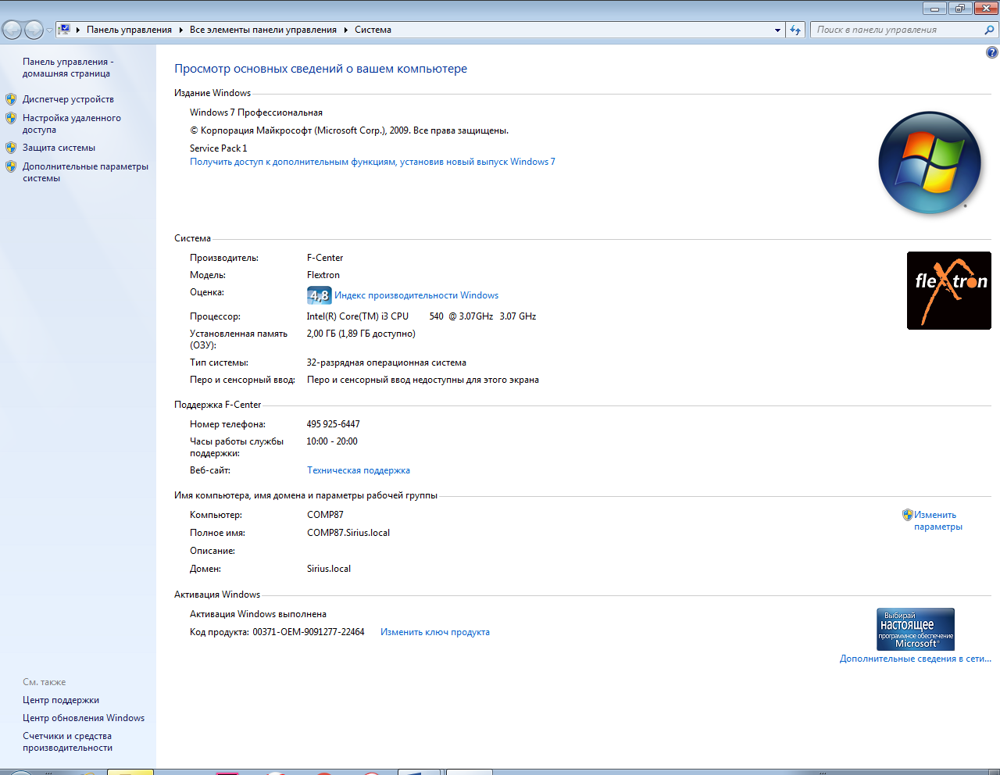 Панель управления
Все элементы панели управления
Система
Поиск в панели управления
Панель управления -
домашняя страница
Диспетчер устройств
Настройка удаленного
доступа
Защита системы
Дополнительные параметры
системы
См. также
Центр поддержки
Центр обновления Windows
Счетчики и средства
производительности
Просмотр основных сведений о вашем компьютере
Издание Windows
Windows 7 Профессиональная
© Корпорация Майкрософт (Microsoft Corp.), 2009. Все права защищены.
Service Pack 1
Получить доступ к дополнительным функциям, установив новый выпуск Windows 7
Система
Производитель: F-Center
Модель: Flextron
Оценка: 4,8 Индекс производительности Windows
Процессор: Intel(R) Core(TM) i3 CPU 540 @ 3.07GHz 3.07 GHz
Установленная память
(ОЗУ): 2,00 ГБ (1,89 ГБ доступно)
Тип системы: 32-разрядная операционная система
Перо и сенсорный ввод: Перо и сенсорный ввод недоступны для этого экрана
fleXtron
Поддержка F-Center
Номер телефона: 495 925-6447
Часы работы службы
поддержки: 10:00 - 20:00
Веб-сайт: Техническая поддержка
Имя компьютера, имя домена и параметры рабочей группы
Компьютер: COMP87
Полное имя: COMP87.Sirius.local
Описание:
Домен: Sirius.local
Изменить
параметры
Активация Windows
Активация Windows выполнена
Код продукта: 00371-OEM-9091277-22464 Изменить ключ продукта
Выбирай
настоящее
программное обеспечение
Microsoft®
Дополнительные сведения в сети...